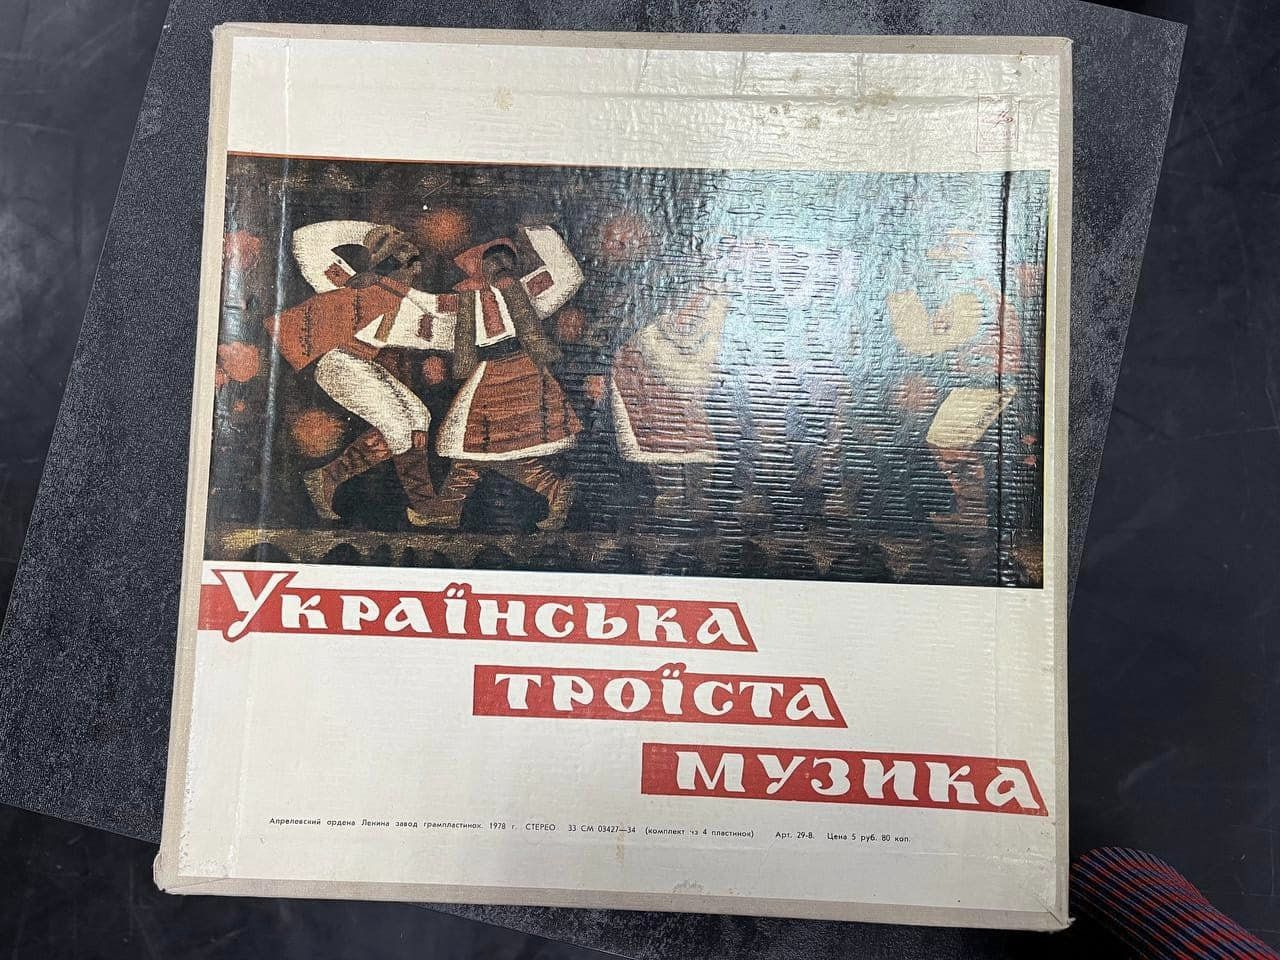 Українська
троїста
музика
Апрелевский ордена Ленина завод грампластинок. 1978 г. СТЕРЕО. 33 СМ 03427—34 (комплект из 4 пластинок) Арт. 29-8. Цена 5 руб. 80 коп.